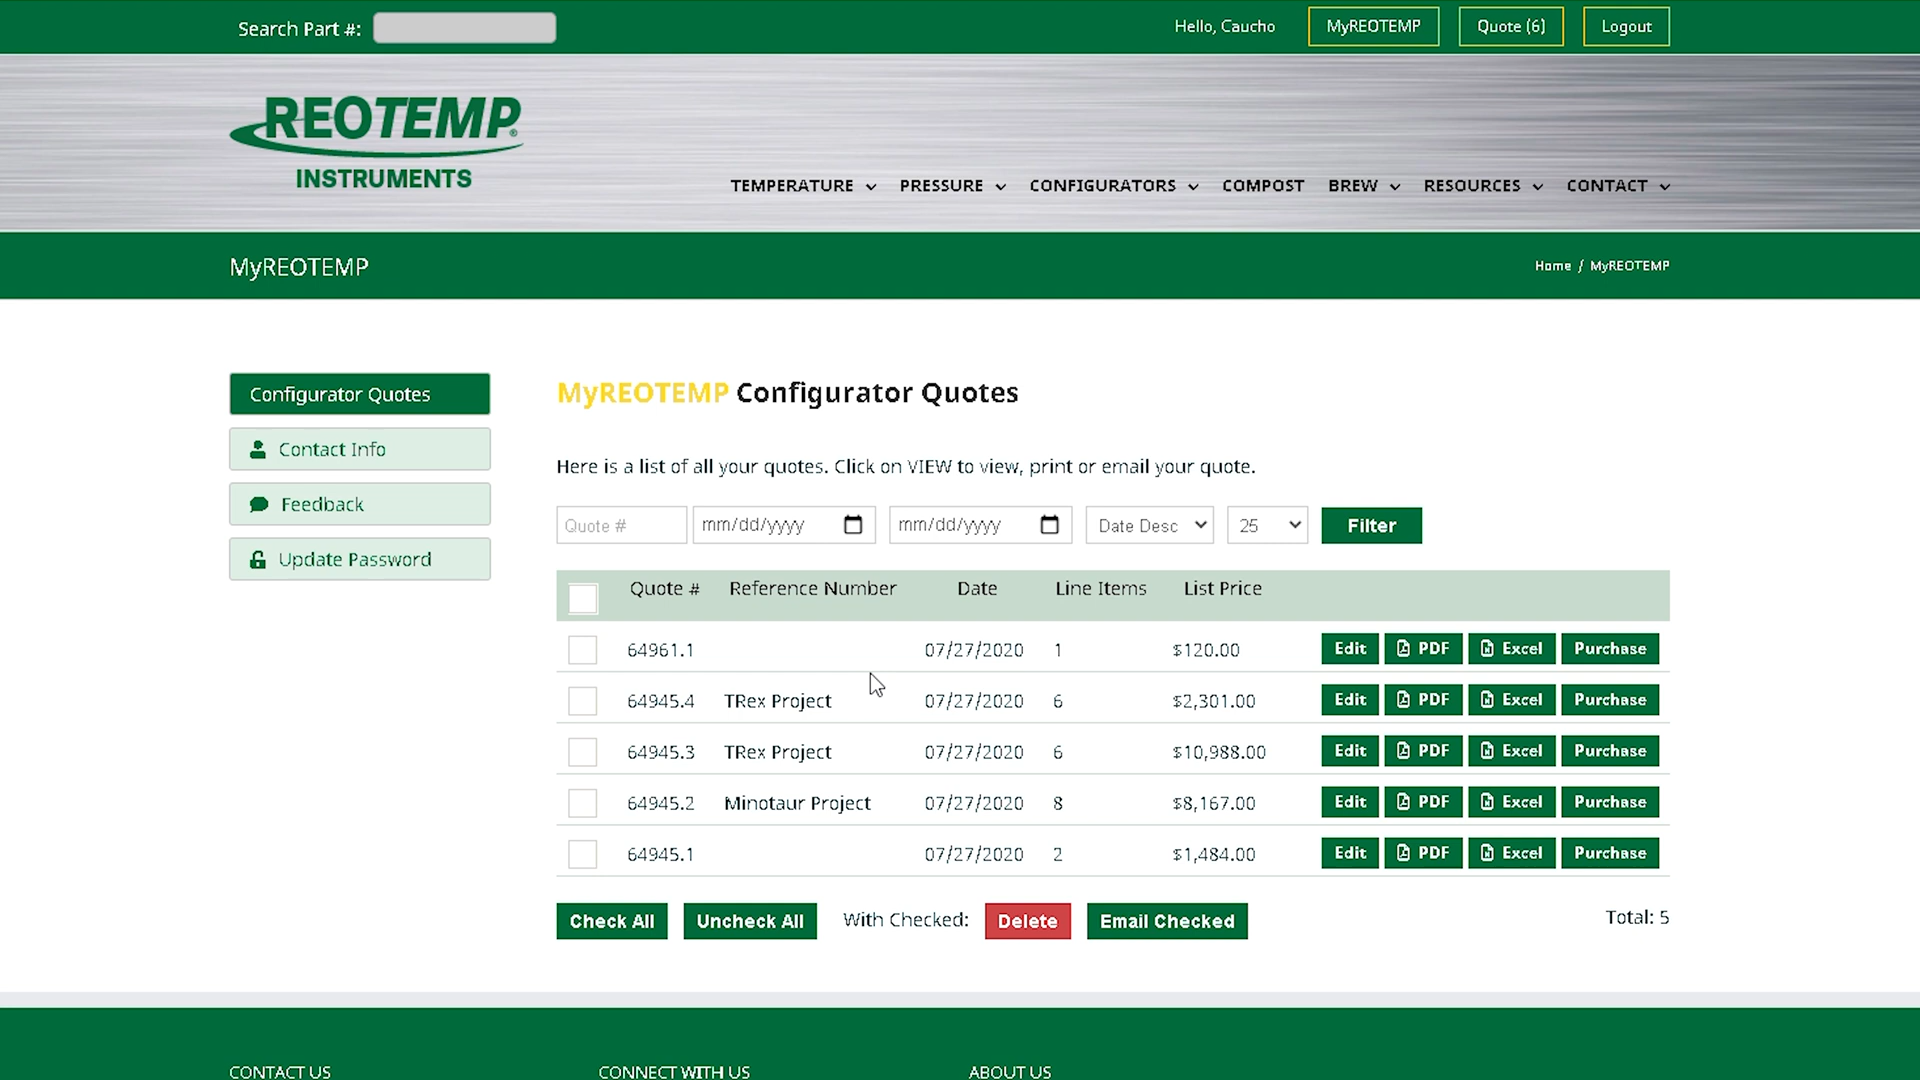 Search Part #:
Hello, Caucho
MyREOTEMP
Quote (6)
Logout
REOTEMP®
INSTRUMENTS
TEMPERATURE
PRESSURE
CONFIGURATORS
COMPOST
BREW
RESOURCES
CONTACT
MyREOTEMP
Home / MyREOTEMP
Configurator Quotes
Contact Info
Feedback
Update Password
MyREOTEMP Configurator Quotes
Here is a list of all your quotes. Click on VIEW to view, print or email your quote.
Quote # mm/dd/yyyy mm/dd/yyyy Date Desc 25 Filter
Quote # Reference Number Date Line Items List Price
64961.1 07/27/2020 1 $120.00 Edit PDF Excel Purchase
64945.4 TRex Project 07/27/2020 6 $2,301.00 Edit PDF Excel Purchase
64945.3 TRex Project 07/27/2020 6 $10,988.00 Edit PDF Excel Purchase
64945.2 Minotaur Project 07/27/2020 8 $8,167.00 Edit PDF Excel Purchase
64945.1 07/27/2020 2 $1,484.00 Edit PDF Excel Purchase
Check All Uncheck All With Checked: Delete Email Checked Total: 5
CONTACT US CONNECT WITH US ABOUT US